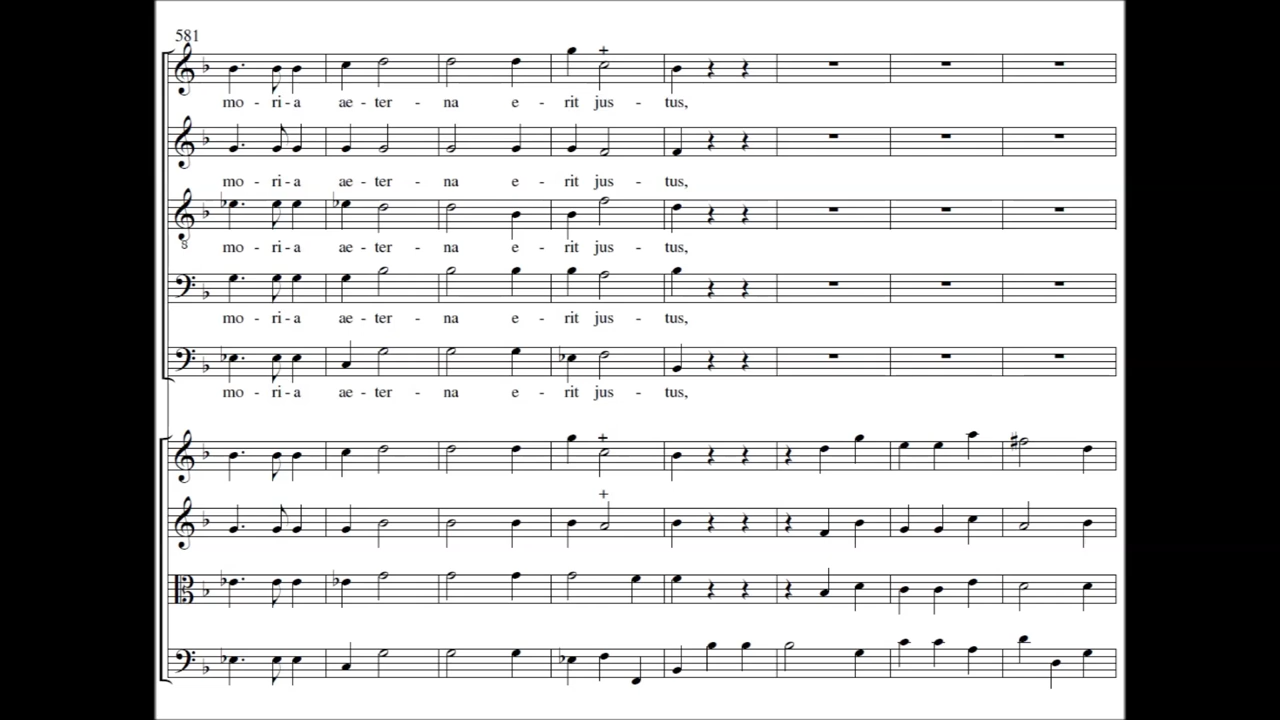 581
mo - ri - a ae - ter - na e - rit jus - tus,
mo - ri - a ae - ter - na e - rit jus - tus,
8
mo - ri - a ae - ter - na e - rit jus - tus,
mo - ri - a ae - ter - na e - rit jus - tus,
mo - ri - a ae - ter - na e - rit jus - tus,